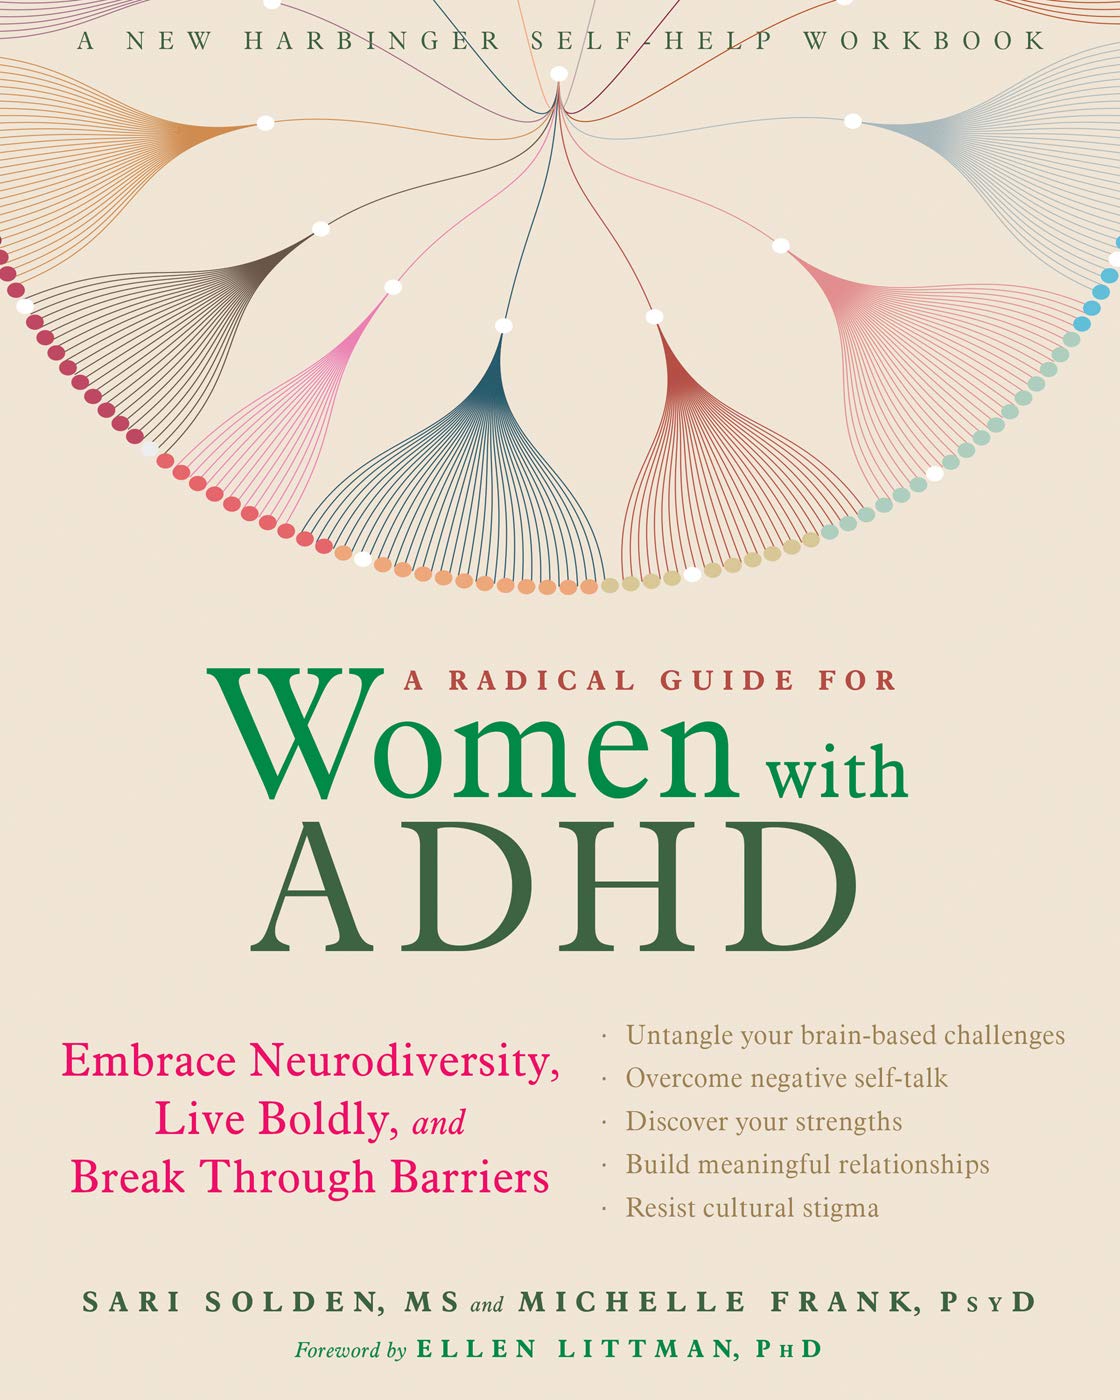 A NEW HARBINGER SELF-HELP WORKBOOK
A RADICAL GUIDE FOR
Women with
ADHD
Embrace Neurodiversity,
Live Boldly, and
Break Through Barriers
· Untangle your brain-based challenges
· Overcome negative self-talk
· Discover your strengths
· Build meaningful relationships
· Resist cultural stigma
SARI SOLDEN, MS and MICHELLE FRANK, PSYD
Foreword by ELLEN LITTMAN, PHD